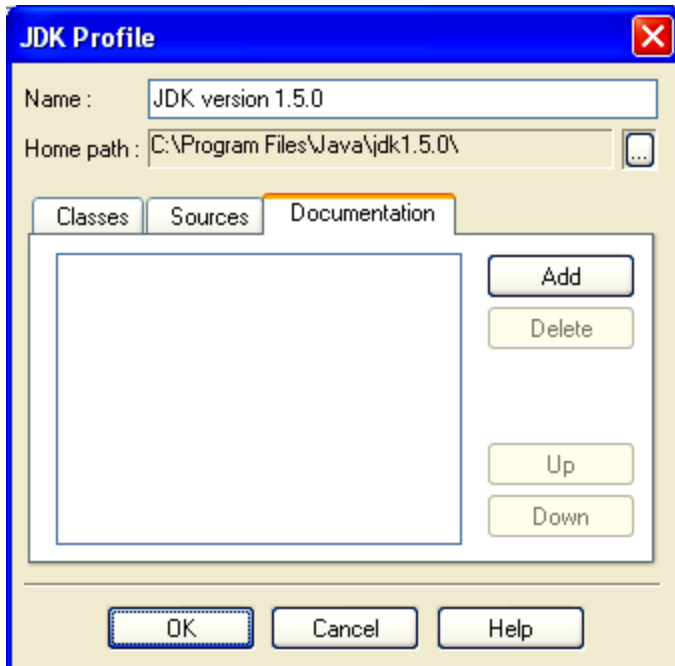 JDK Profile
Name : JDK version 1.5.0
Home path : C:\Program Files\Java\jdk1.5.0\ ...
Classes Sources Documentation
Add
Delete
Up
Down
OK Cancel Help